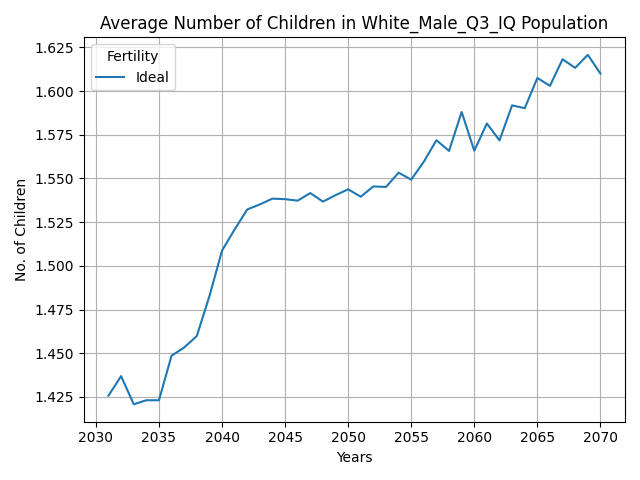 Average Number of Children in White_Male_Q3_IQ Population
Fertility
Ideal
No. of Children
1.625
1.600
1.575
1.550
1.525
1.500
1.475
1.450
1.425
2030 2035 2040 2045 2050 2055 2060 2065 2070
Years